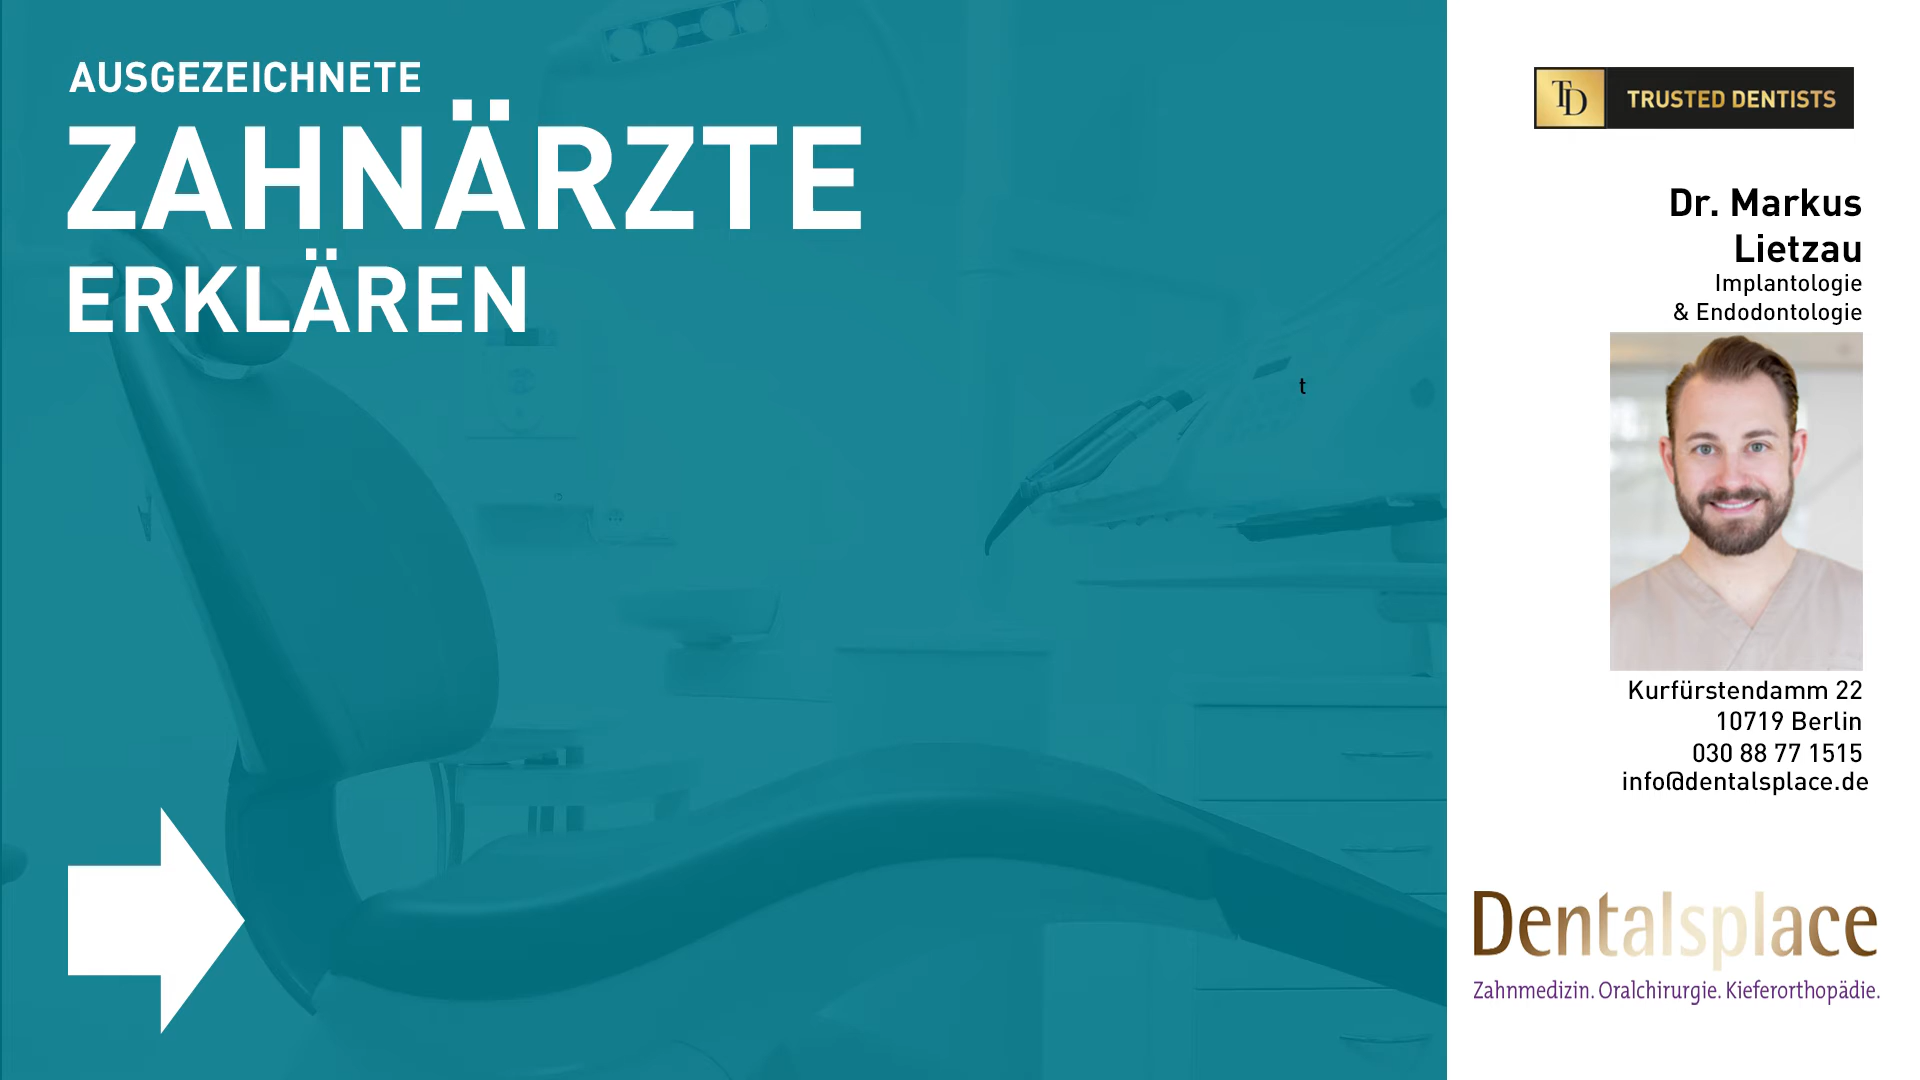 AUSGEZEICHNETE
ZAHNÄRZTE
ERKLÄREN
t
TD TRUSTED DENTISTS
Dr. Markus
Lietzau
Implantologie
& Endodontologie
Kurfürstendamm 22
10719 Berlin
030 88 77 1515
info@dentalsplace.de
Dentalsplace
Zahnmedizin. Oralchirurgie. Kieferorthopädie.